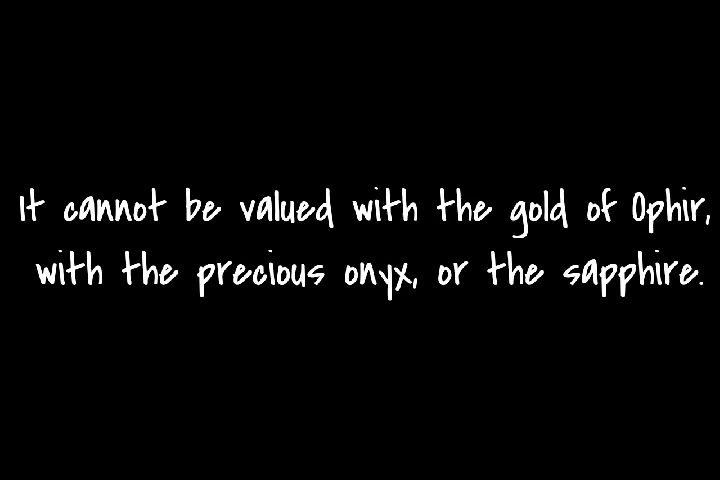 It cannot be valued with the gold of Ophir,
with the precious onyx, or the sapphire.